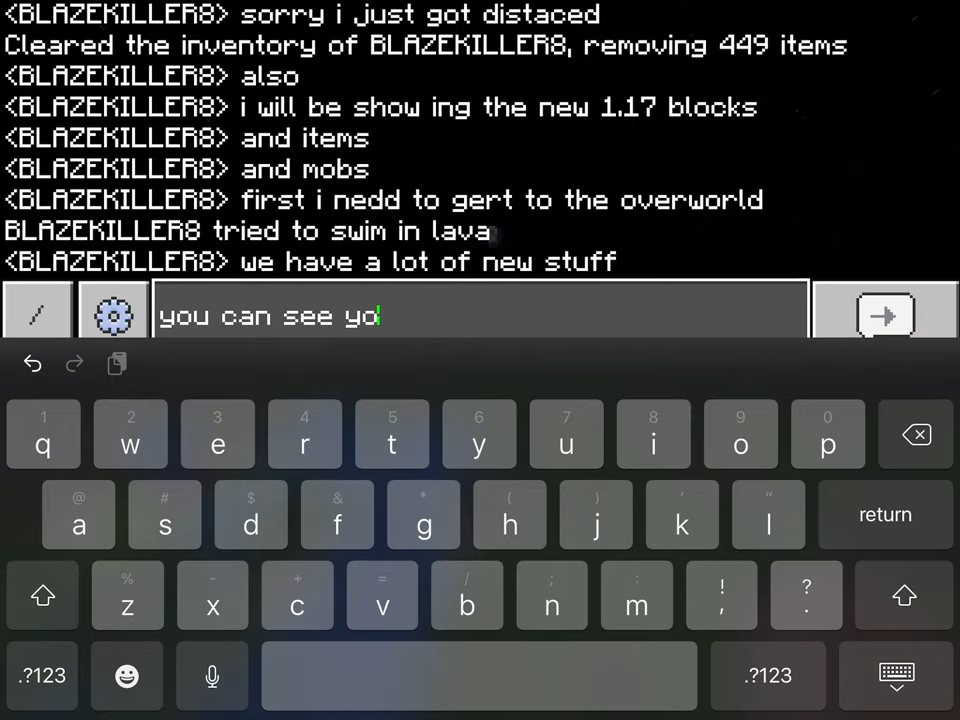 <BLAZEKILLER8> sorry i just got distaced
Cleared the inventory of BLAZEKILLER8, removing 449 items
<BLAZEKILLER8> also
<BLAZEKILLER8> i will be show ing the new 1.17 blocks
<BLAZEKILLER8> and items
<BLAZEKILLER8> and mobs
<BLAZEKILLER8> first i nedd to gert to the overworld
BLAZEKILLER8 tried to swim in lava
<BLAZEKILLER8> we have a lot of new stuff
/ you can see yo
1 2 3 4 5 6 7 8 9 0
q w e r t y u i o p
@ # $ & * ( ) ' "
a s d f g h j k l return
% - + = / ; : ! ?
z x c v b n m , .
.?123 .?123